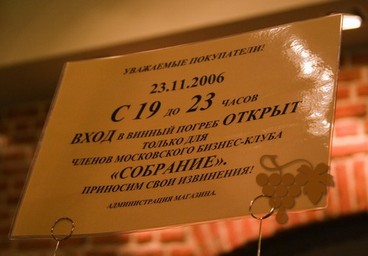 УВАЖАЕМЫЕ ПОКУПАТЕЛИ!
23.11.2006
С 19 ДО 23 ЧАСОВ
ВХОД В ВИННЫЙ ПОГРЕБ ОТКРЫТ
ТОЛЬКО ДЛЯ
ЧЛЕНОВ МОСКОВСКОГО БИЗНЕС-КЛУБА
«СОБРАНИЕ».
ПРИНОСИМ СВОИ ИЗВИНЕНИЯ!
АДМИНИСТРАЦИЯ МАГАЗИНА.